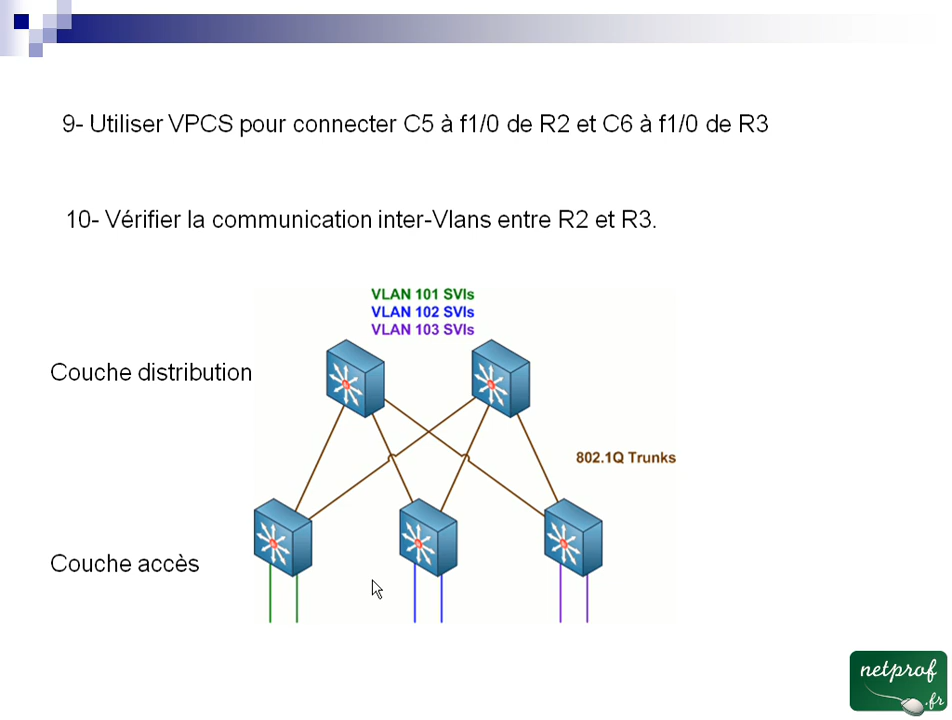 9- Utiliser VPCS pour connecter C5 à f1/0 de R2 et C6 à f1/0 de R3
10- Vérifier la communication inter-Vlans entre R2 et R3.
VLAN 101 SVIs
VLAN 102 SVIs
VLAN 103 SVIs
Couche distribution
802.1Q Trunks
Couche accès
netprof
.fr